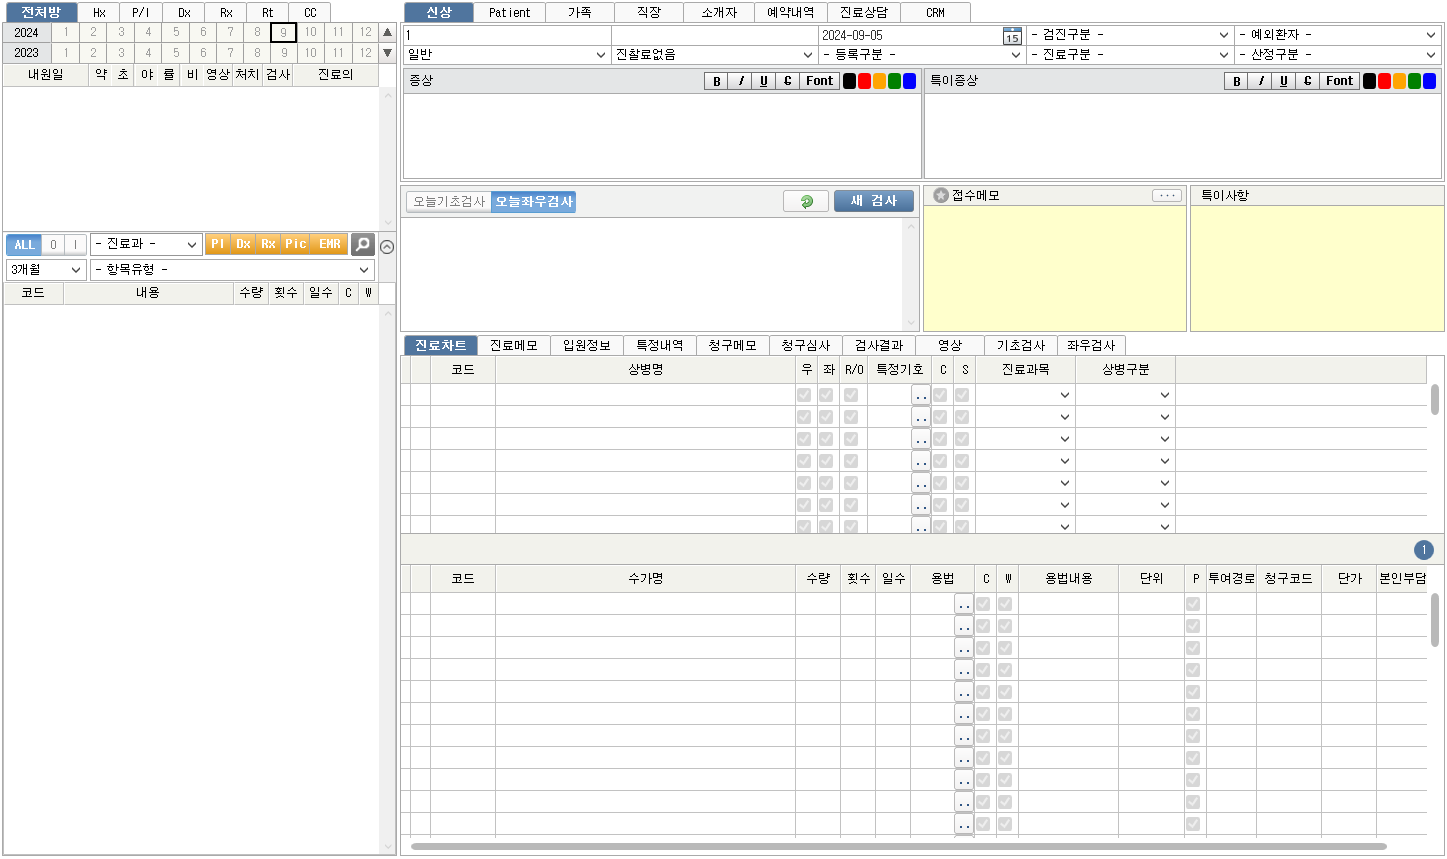 전처방 Hx P/I Dx Rx Rt CC
2024 1 2 3 4 5 6 7 8 9 10 11 12
2023 1 2 3 4 5 6 7 8 9 10 11 12
내원일 약 초 야 률 비 영상 처치 검사 진료의
ALL O I - 진료과 - PI Dx Rx Pic EMR
3개월 - 항목유형 -
코드 내용 수량 횟수 일수 C W
신상 Patient 가족 직장 소개자 예약내역 진료상담 CRM
1 2024-09-05 15 - 검진구분 - - 예외환자 -
일반 진찰료없음 - 등록구분 - - 진료구분 - - 산정구분 -
증상 B I U C Font 특이증상 B I U C Font
오늘기초검사 오늘좌우검사 새 검사 접수메모 ... 특이사항
진료차트 진료메모 입원정보 특정내역 청구메모 청구심사 검사결과 영상 기초검사 좌우검사
코드 상병명 우 좌 R/O 특정기호 C S 진료과목 상병구분
..
..
..
..
..
..
..
1
코드 수가명 수량 횟수 일수 용법 C W 용법내용 단위 P 투여경로 청구코드 단가 본인부담
..
..
..
..
..
..
..
..
..
..
..